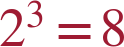 2³ = 8